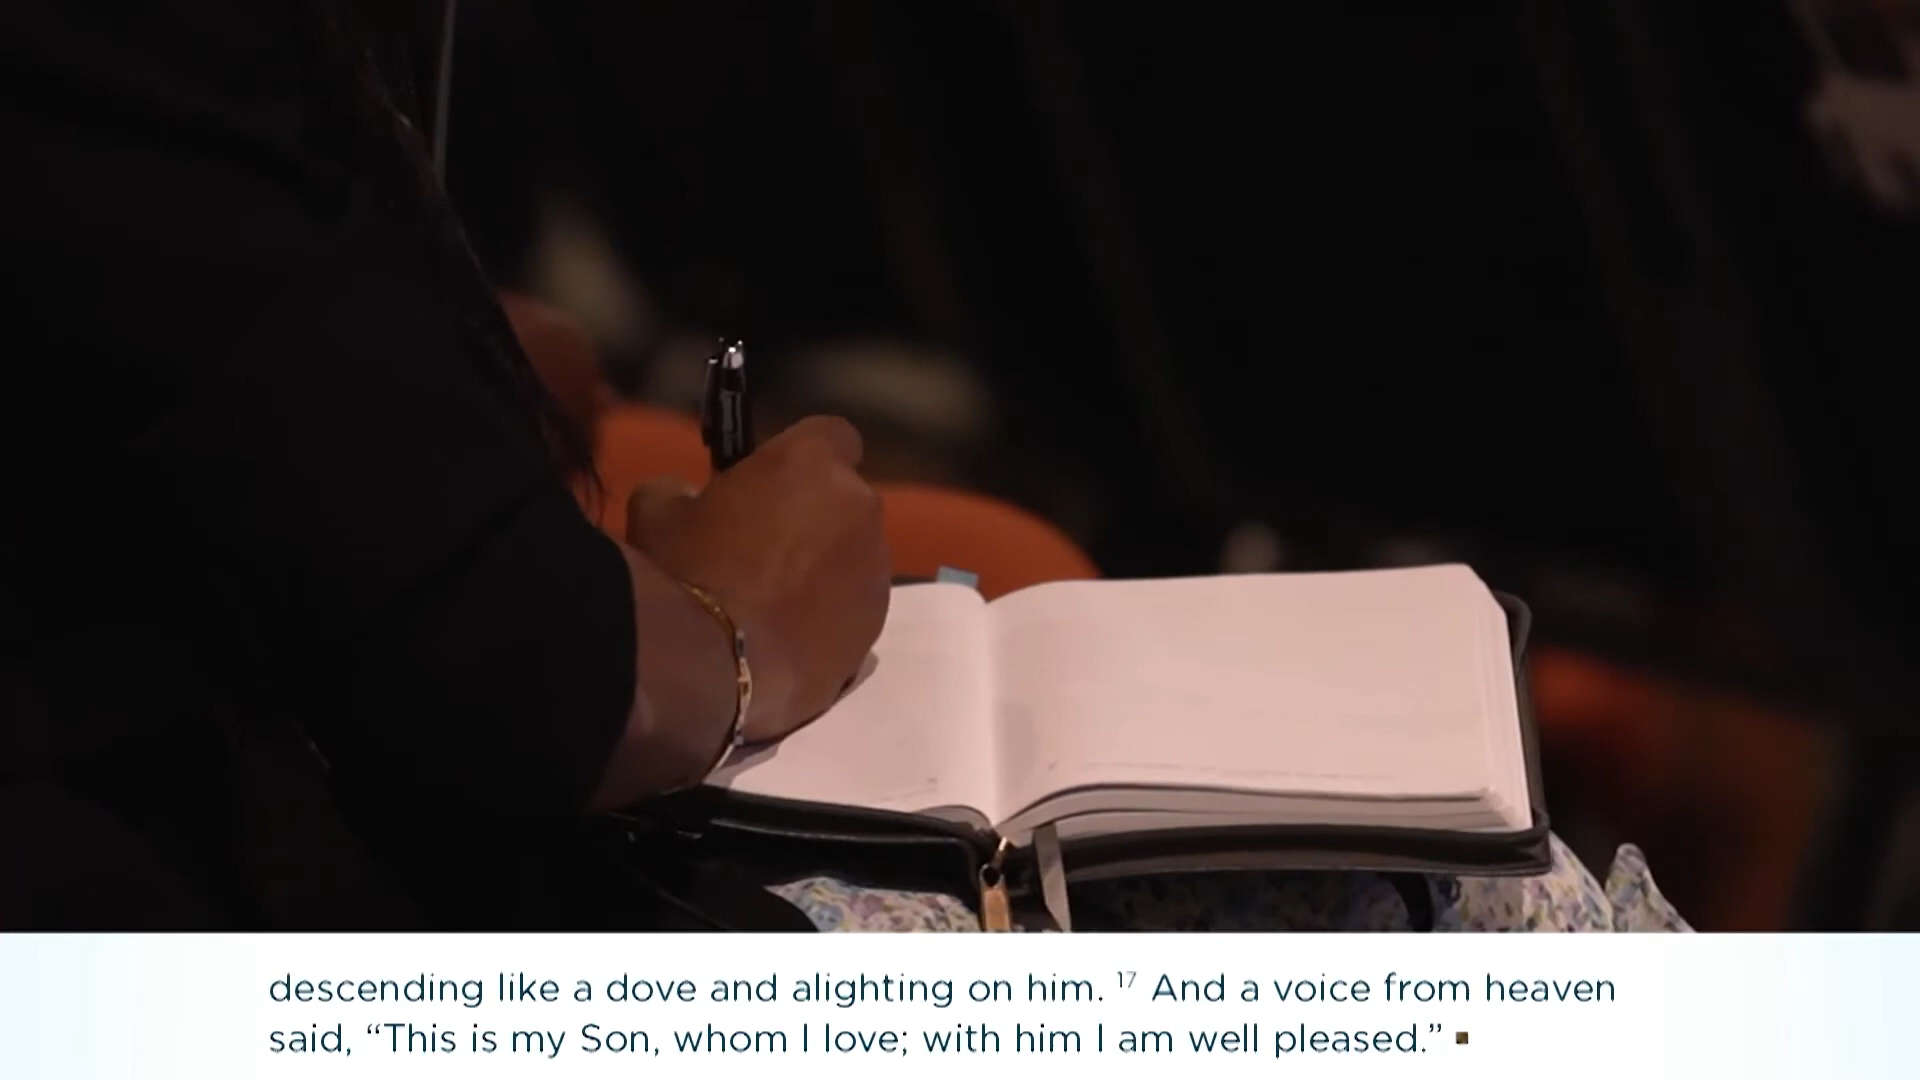 descending like a dove and alighting on him. ¹⁷ And a voice from heaven
said, “This is my Son, whom I love; with him I am well pleased.”